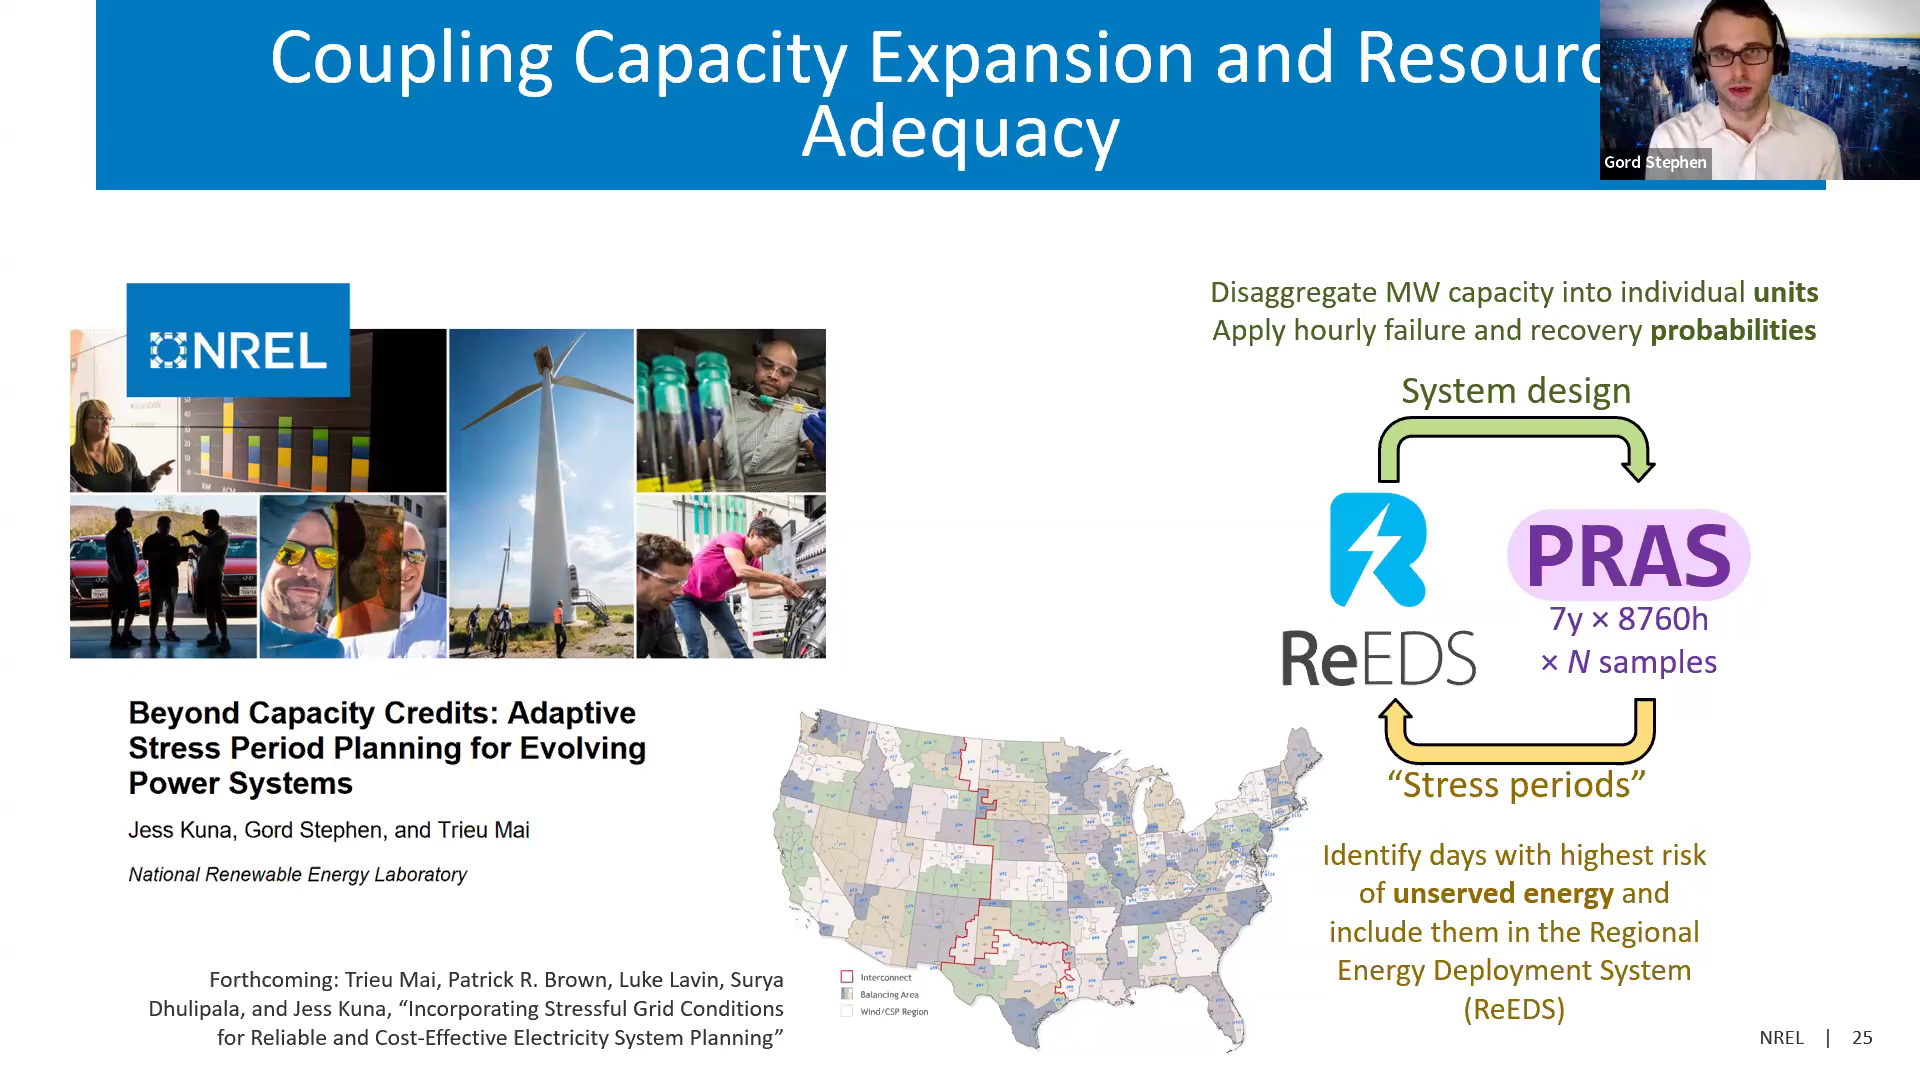 Coupling Capacity Expansion and Resourc
Adequacy
Gord Stephen
NREL
Disaggregate MW capacity into individual units
Apply hourly failure and recovery probabilities
System design
PRAS
7y × 8760h
× N samples
ReEDS
“Stress periods”
Identify days with highest risk
of unserved energy and
include them in the Regional
Energy Deployment System
(ReEDS)
Beyond Capacity Credits: Adaptive
Stress Period Planning for Evolving
Power Systems
Jess Kuna, Gord Stephen, and Trieu Mai
National Renewable Energy Laboratory
Forthcoming: Trieu Mai, Patrick R. Brown, Luke Lavin, Surya
Dhulipala, and Jess Kuna, “Incorporating Stressful Grid Conditions
for Reliable and Cost-Effective Electricity System Planning”
Interconnect
Balancing Area
Wind/CSP Region
NREL | 25